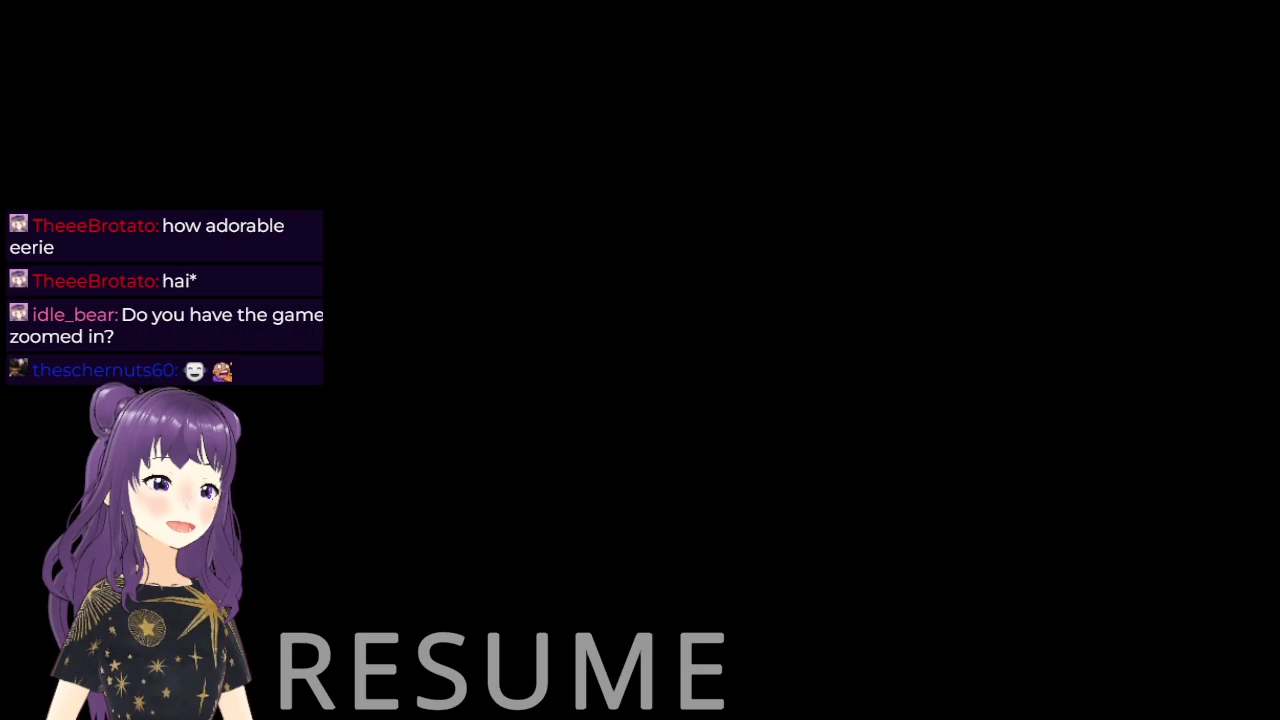 TheeeBrotato: how adorable
eerie
TheeeBrotato: hai*
idle_bear: Do you have the game
zoomed in?
theschernuts60:
RESUME